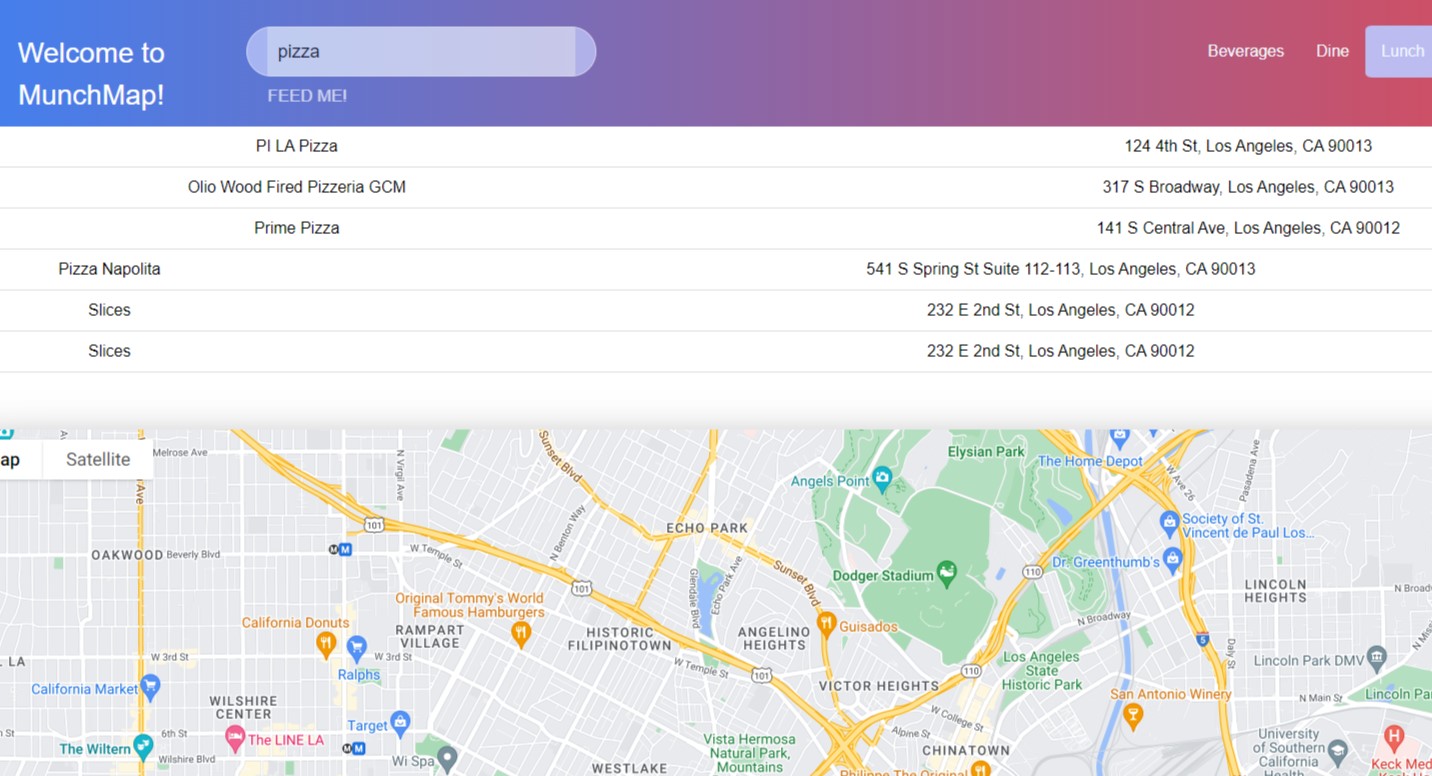 Welcome to
MunchMap!
pizza
FEED ME!
Beverages
Dine
Lunch
PI LA Pizza 124 4th St, Los Angeles, CA 90013
Olio Wood Fired Pizzeria GCM 317 S Broadway, Los Angeles, CA 90013
Prime Pizza 141 S Central Ave, Los Angeles, CA 90012
Pizza Napolita 541 S Spring St Suite 112-113, Los Angeles, CA 90013
Slices 232 E 2nd St, Los Angeles, CA 90012
Slices 232 E 2nd St, Los Angeles, CA 90012
ap
Satellite
Melrose Ave
Ave
N Virgil Ave
Sunset Blvd
Elysian Park
The Home Depot
Angels Point
W Ave 26
Pasadena Ave
101
ECHO PARK
Society of St.
Vincent de Paul Los...
OAKWOOD
Beverly Blvd
M M
W Temple St
N Benton Way
Sunset Blvd
Dodger Stadium
110
Dr. Greenthumb's
101
Glendale Blvd
Echo Park Ave
LINCOLN
HEIGHTS
N Broad
Original Tommy's World
Famous Hamburgers
California Donuts
RAMPART
VILLAGE
HISTORIC
FILIPINOTOWN
ANGELINO
HEIGHTS
Guisados
N Broadway
5
Daly St
N Miss
LA
W 3rd St
W 3rd St
Ralphs
W Temple St
101
110
Los Angeles
State
Historic Park
Lincoln Park DMV
California Market
VICTOR HEIGHTS
San Antonio Winery
N Main St
Lincoln Pa
WILSHIRE
CENTER
W College St
Target
6th St
The LINE LA
Alpine St
University
of Southern
California
Health
H
Keck Med
The Wiltern
M M
Vista Hermosa
Natural Park,
Mountains
CHINATOWN
Wilshire Blvd
Wi Spa
WESTLAKE
Philippe The Original